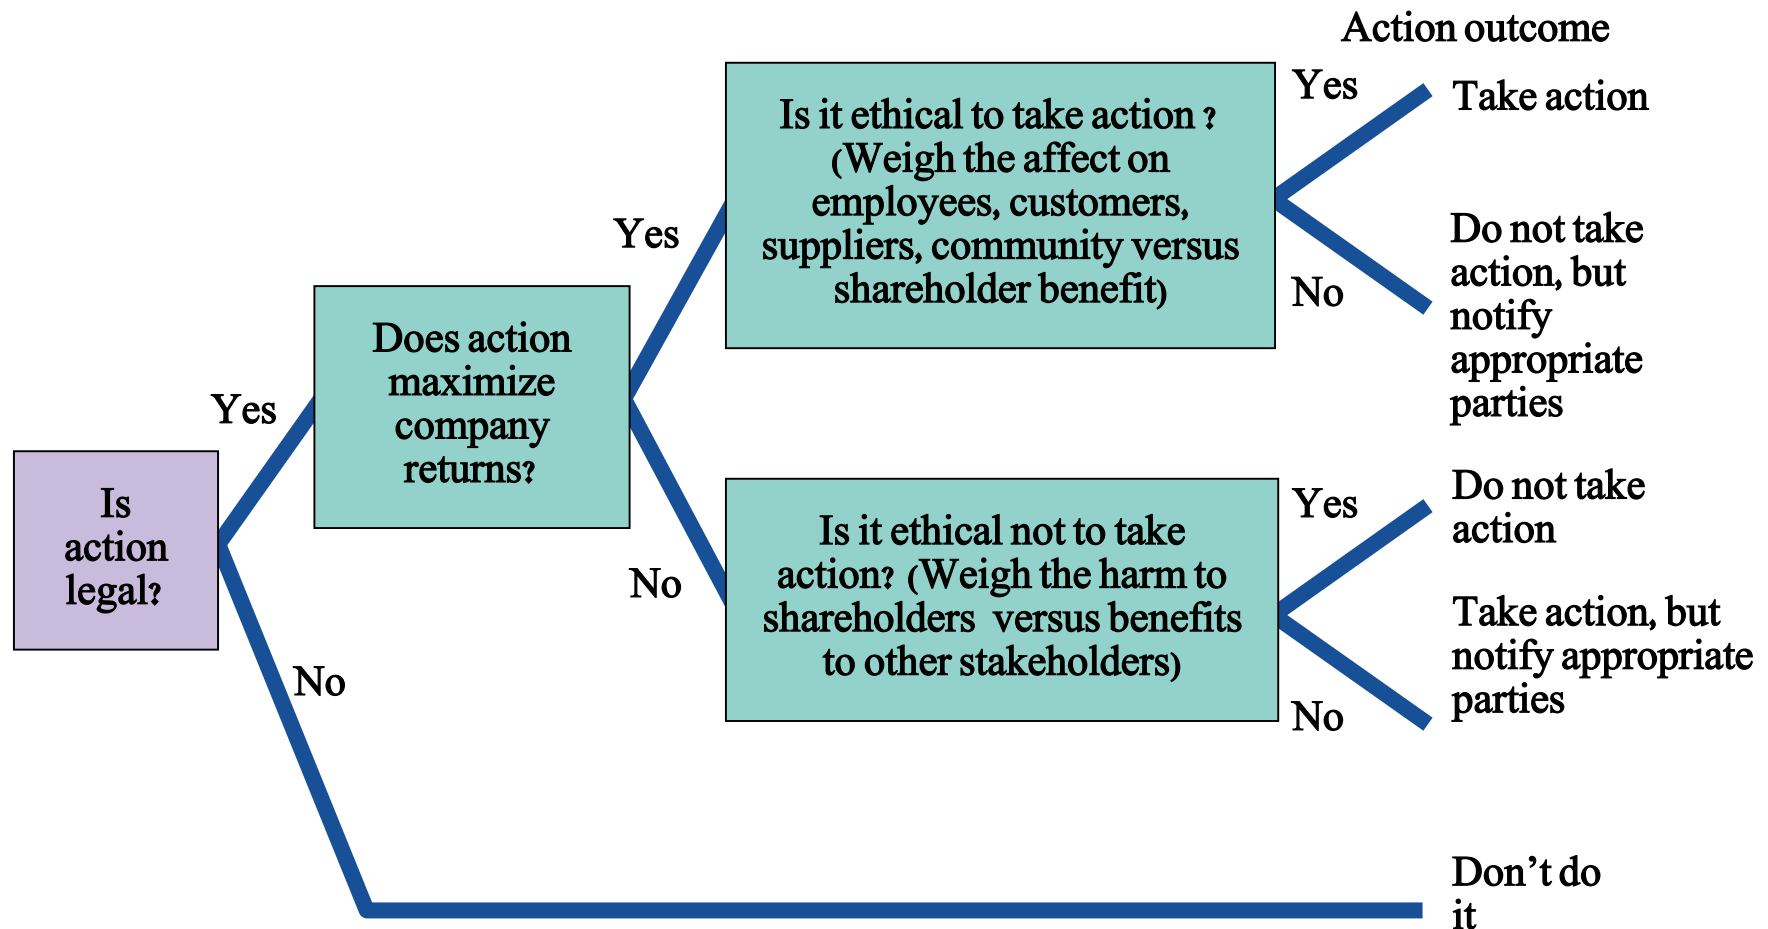 Action outcome
Is
action
legal?
Yes
No
Does action
maximize
company
returns?
Yes
No
Is it ethical to take action ?
(Weigh the affect on
employees, customers,
suppliers, community versus
shareholder benefit)
Yes
Take action
No
Do not take
action, but
notify
appropriate
parties
Is it ethical not to take
action? (Weigh the harm to
shareholders  versus benefits
to other stakeholders)
Yes
Do not take
action
No
Take action, but
notify appropriate
parties
Don’t do
it